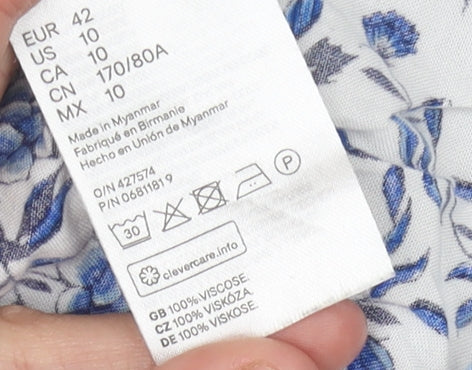 EUR 42
US 10
CA 10
CN 170/80A
MX 10
Made in Myanmar
Fabriqué en Birmanie
Hecho en Unión de Myanmar
O/N 427574
P/N 0681181 9
30 P
clevercare.info
GB 100% VISCOSE.
CZ 100% VISKÓZA.
DE 100% VISKOSE.